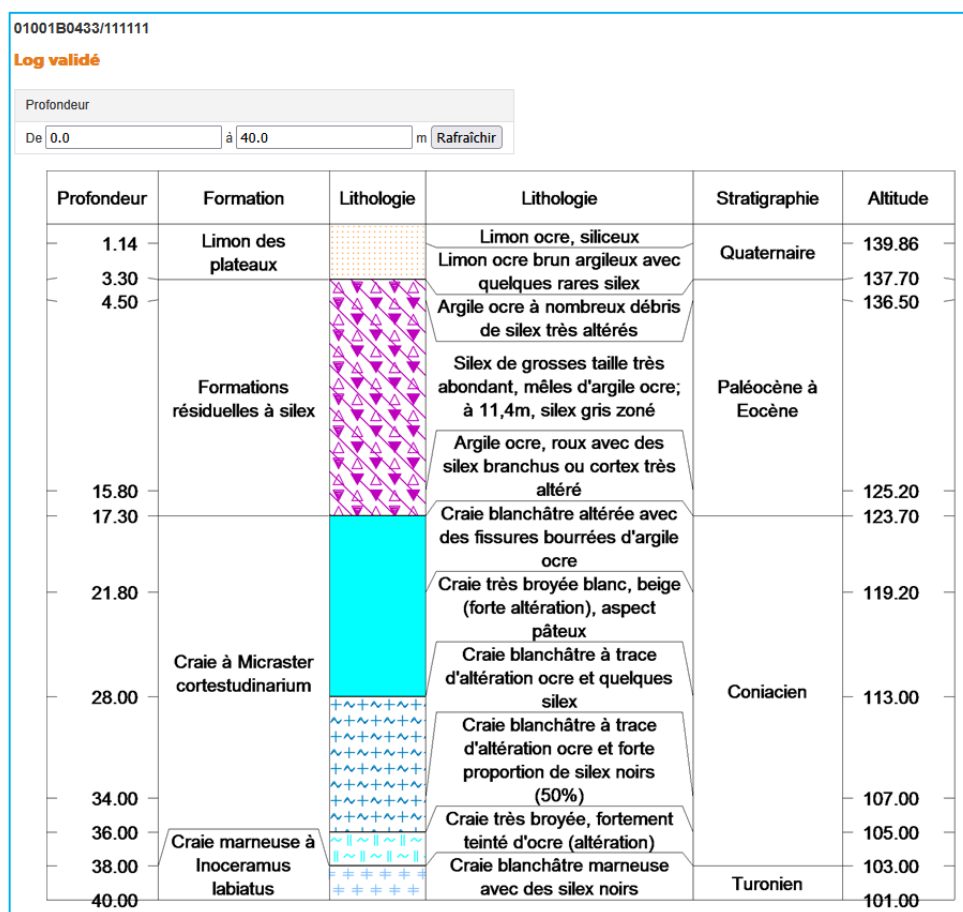 01001B0433/111111
Log validé
Profondeur
De 0.0 à 40.0 m Rafraîchir
Profondeur Formation Lithologie Lithologie Stratigraphie Altitude
1.14
3.30
4.50
15.80
17.30
21.80
28.00
34.00
36.00
38.00
40.00
Limon des
plateaux
Formations
résiduelles à silex
Craie à Micraster
cortestudinarium
Craie marneuse à
Inoceramus
labiatus
Limon ocre, siliceux
Limon ocre brun argileux avec
quelques rares silex
Argile ocre à nombreux débris
de silex très altérés
Silex de grosses taille très
abondant, mêles d'argile ocre;
à 11,4m, silex gris zoné
Argile ocre, roux avec des
silex branchus ou cortex très
altéré
Craie blanchâtre altérée avec
des fissures bourrées d'argile
ocre
Craie très broyée blanc, beige
(forte altération), aspect
pâteux
Craie blanchâtre à trace
d'altération ocre et quelques
silex
Craie blanchâtre à trace
d'altération ocre et forte
proportion de silex noirs
(50%)
Craie très broyée, fortement
teinté d'ocre (altération)
Craie blanchâtre marneuse
avec des silex noirs
Quaternaire
Paléocène à
Eocène
Coniacien
Turonien
139.86
137.70
136.50
125.20
123.70
119.20
113.00
107.00
105.00
103.00
101.00